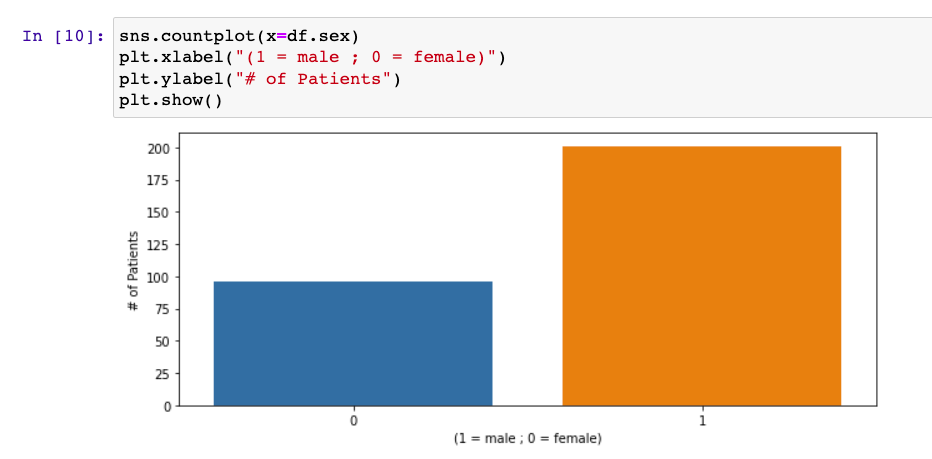 In [10]: sns.countplot(x=df.sex)
plt.xlabel("(1 = male ; 0 = female)")
plt.ylabel("# of Patients")
plt.show()
200
175
150
125
100
75
50
25
0
# of Patients
0 1
(1 = male ; 0 = female)